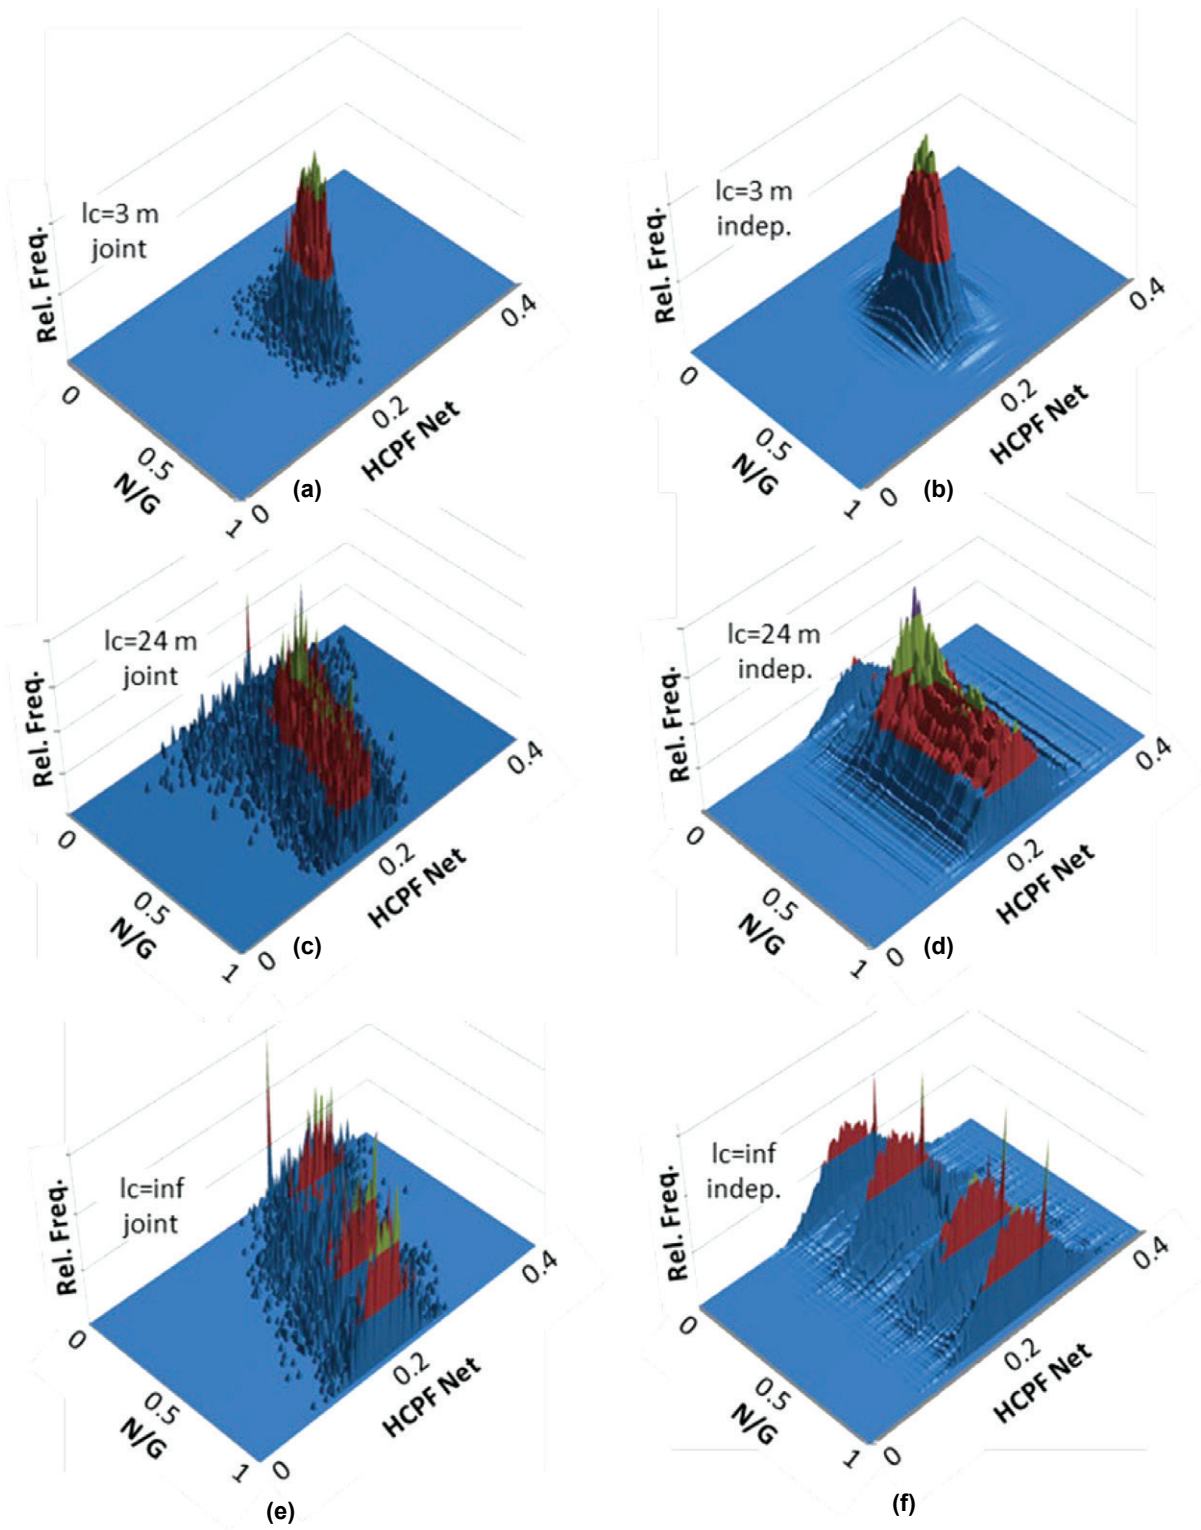 lc=3 m
joint
Rel. Freq.
0
0.5
1
N/G
0
0.2
0.4
HCPF Net
(a)
lc=3 m
indep.
Rel. Freq.
0
0.5
1
N/G
0
0.2
0.4
HCPF Net
(b)
lc=24 m
joint
Rel. Freq.
0
0.5
1
N/G
0
0.2
0.4
HCPF Net
(c)
lc=24 m
indep.
Rel. Freq.
0
0.5
1
N/G
0
0.2
0.4
HCPF Net
(d)
lc=inf
joint
Rel. Freq.
0
0.5
1
N/G
0
0.2
0.4
HCPF Net
(e)
lc=inf
indep.
Rel. Freq.
0
0.5
1
N/G
0
0.2
0.4
HCPF Net
(f)